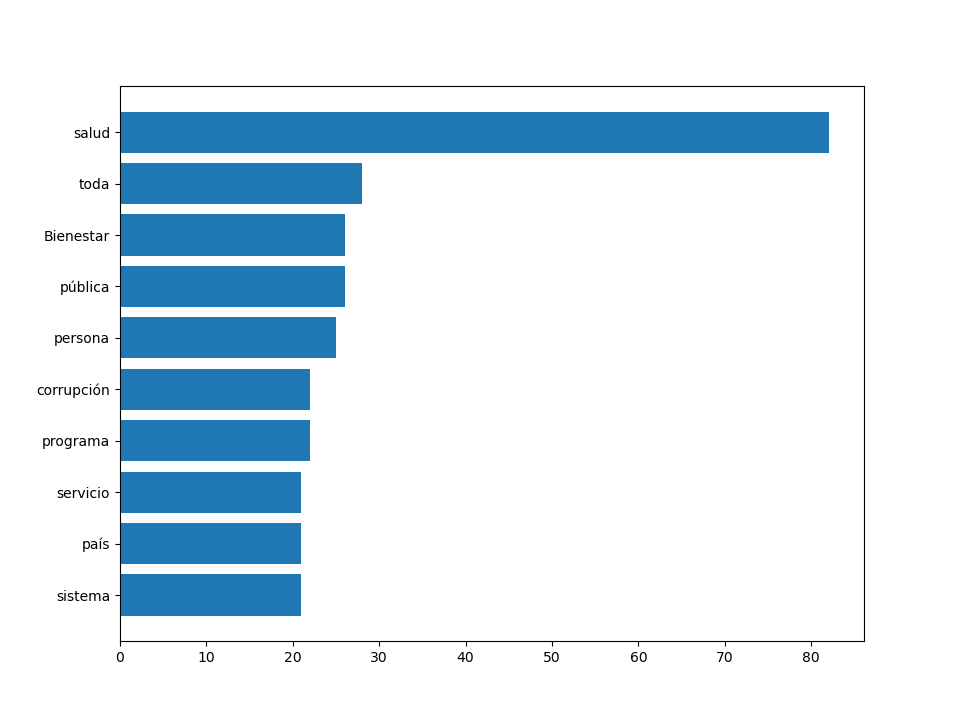 salud
toda
Bienestar
pública
persona
corrupción
programa
servicio
país
sistema
0 10 20 30 40 50 60 70 80